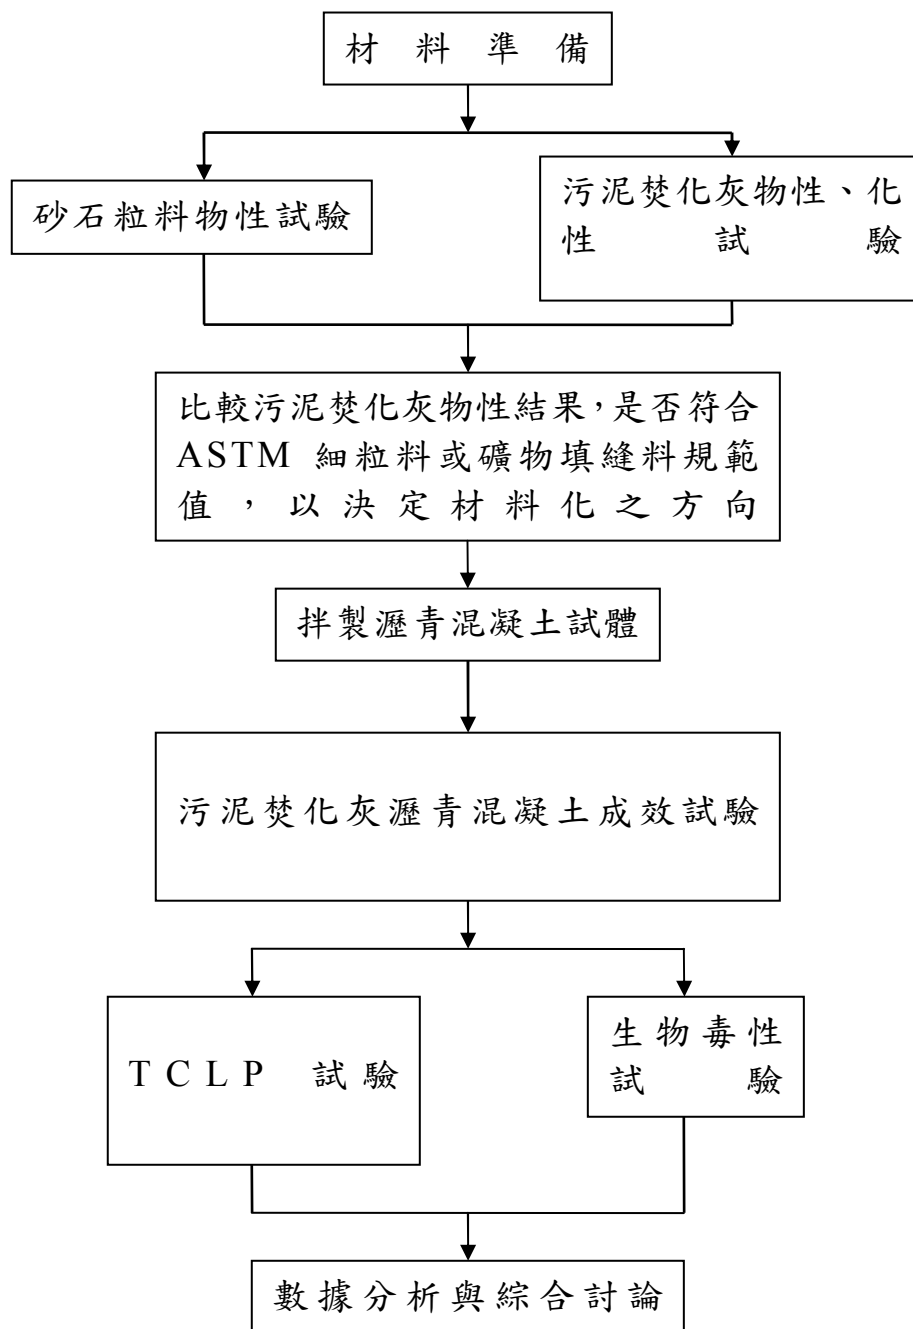 材料準備
砂石粒料物性試驗
污泥焚化灰物性、化
性試驗
比較污泥焚化灰物性結果，是否符合
ASTM 細粒料或礦物填縫料規範
值，以決定材料化之方向
拌製瀝青混凝土試體
污泥焚化灰瀝青混凝土成效試驗
TCLP 試驗
生物毒性
試驗
數據分析與綜合討論